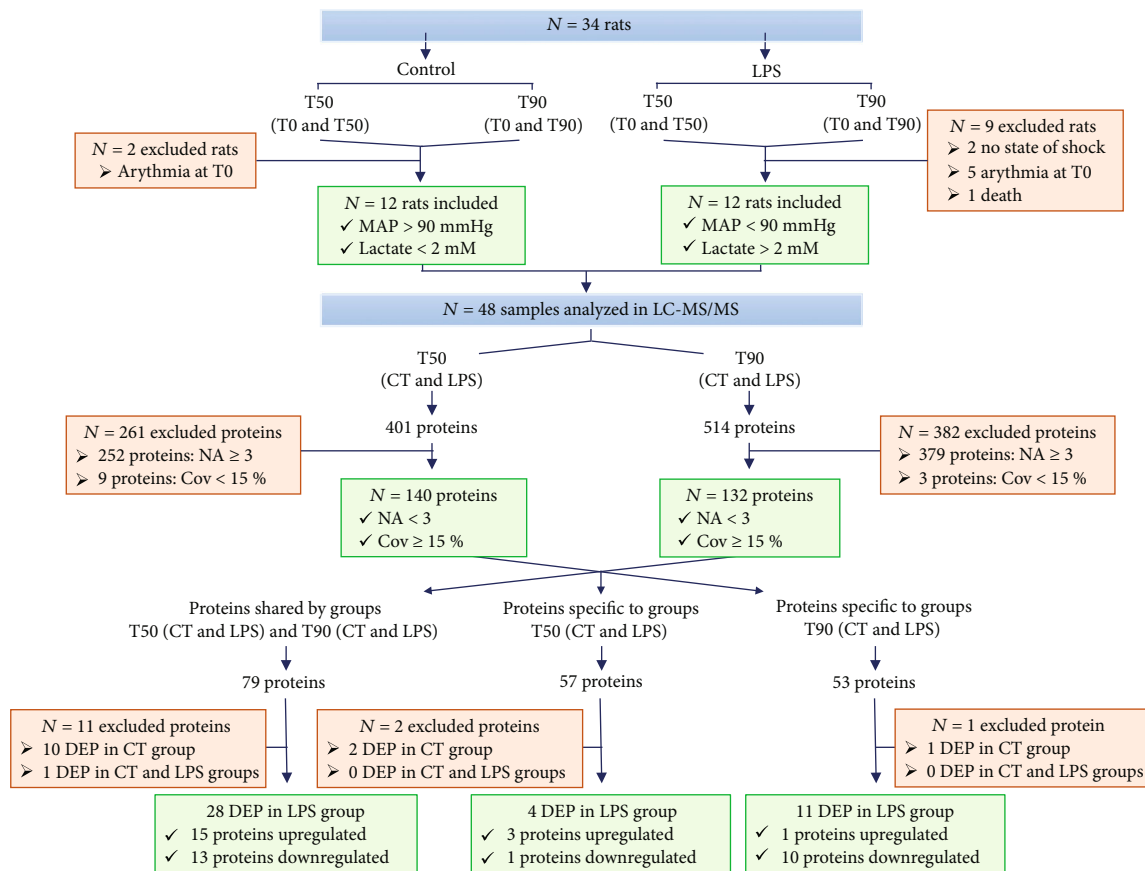 N = 34 rats
Control
LPS
T50
(T0 and T50)
T90
(T0 and T90)
T50
(T0 and T50)
T90
(T0 and T90)
N = 2 excluded rats
➢ Arythmia at T0
N = 9 excluded rats
➢ 2 no state of shock
➢ 5 arythmia at T0
➢ 1 death
N = 12 rats included
✓ MAP > 90 mmHg
✓ Lactate < 2 mM
N = 12 rats included
✓ MAP < 90 mmHg
✓ Lactate > 2 mM
N = 48 samples analyzed in LC-MS/MS
T50
(CT and LPS)
T90
(CT and LPS)
401 proteins
514 proteins
N = 261 excluded proteins
➢ 252 proteins: NA ≥ 3
➢ 9 proteins: Cov < 15 %
N = 382 excluded proteins
➢ 379 proteins: NA ≥ 3
➢ 3 proteins: Cov < 15 %
N = 140 proteins
✓ NA < 3
✓ Cov ≥ 15 %
N = 132 proteins
✓ NA < 3
✓ Cov ≥ 15 %
Proteins shared by groups
T50 (CT and LPS) and T90 (CT and LPS)
Proteins specific to groups
T50 (CT and LPS)
Proteins specific to groups
T90 (CT and LPS)
79 proteins
57 proteins
53 proteins
N = 11 excluded proteins
➢ 10 DEP in CT group
➢ 1 DEP in CT and LPS groups
N = 2 excluded proteins
➢ 2 DEP in CT group
➢ 0 DEP in CT and LPS groups
N = 1 excluded protein
➢ 1 DEP in CT group
➢ 0 DEP in CT and LPS groups
28 DEP in LPS group
✓ 15 proteins upregulated
✓ 13 proteins downregulated
4 DEP in LPS group
✓ 3 proteins upregulated
✓ 1 proteins downregulated
11 DEP in LPS group
✓ 1 proteins upregulated
✓ 10 proteins downregulated